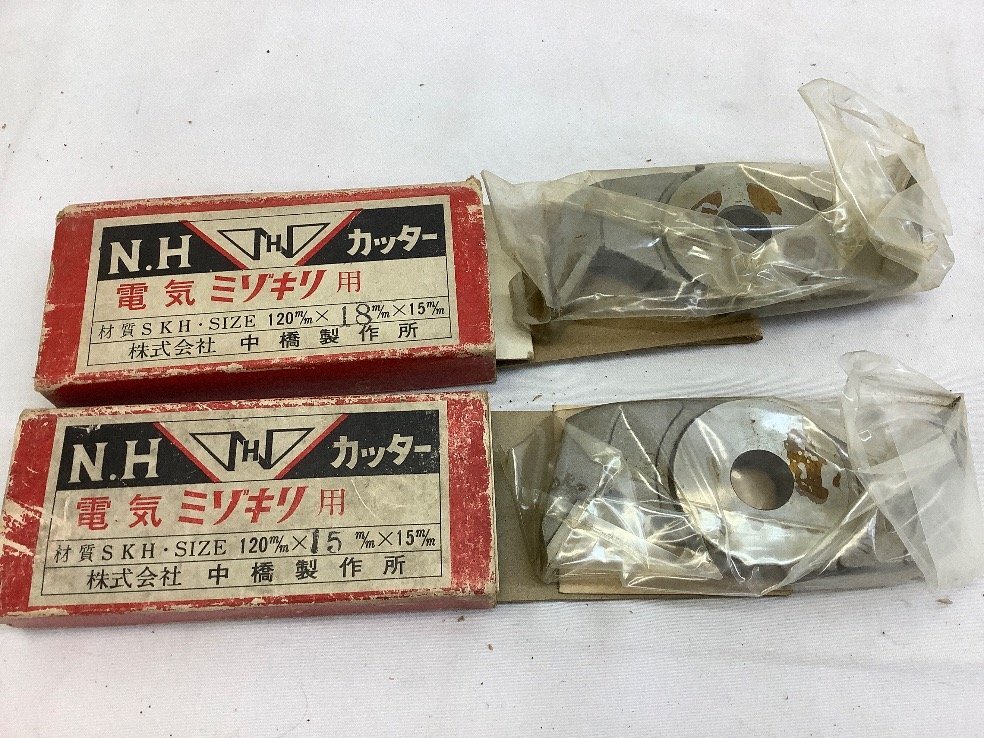 N.H NH カッター
電気ミゾキリ用
材質SKH・SIZE 120m/m×18m/m×15m/m
株式会社 中橋製作所
N.H NH カッター
電気ミゾキリ用
材質SKH・SIZE 120m/m×15m/m×15m/m
株式会社 中橋製作所